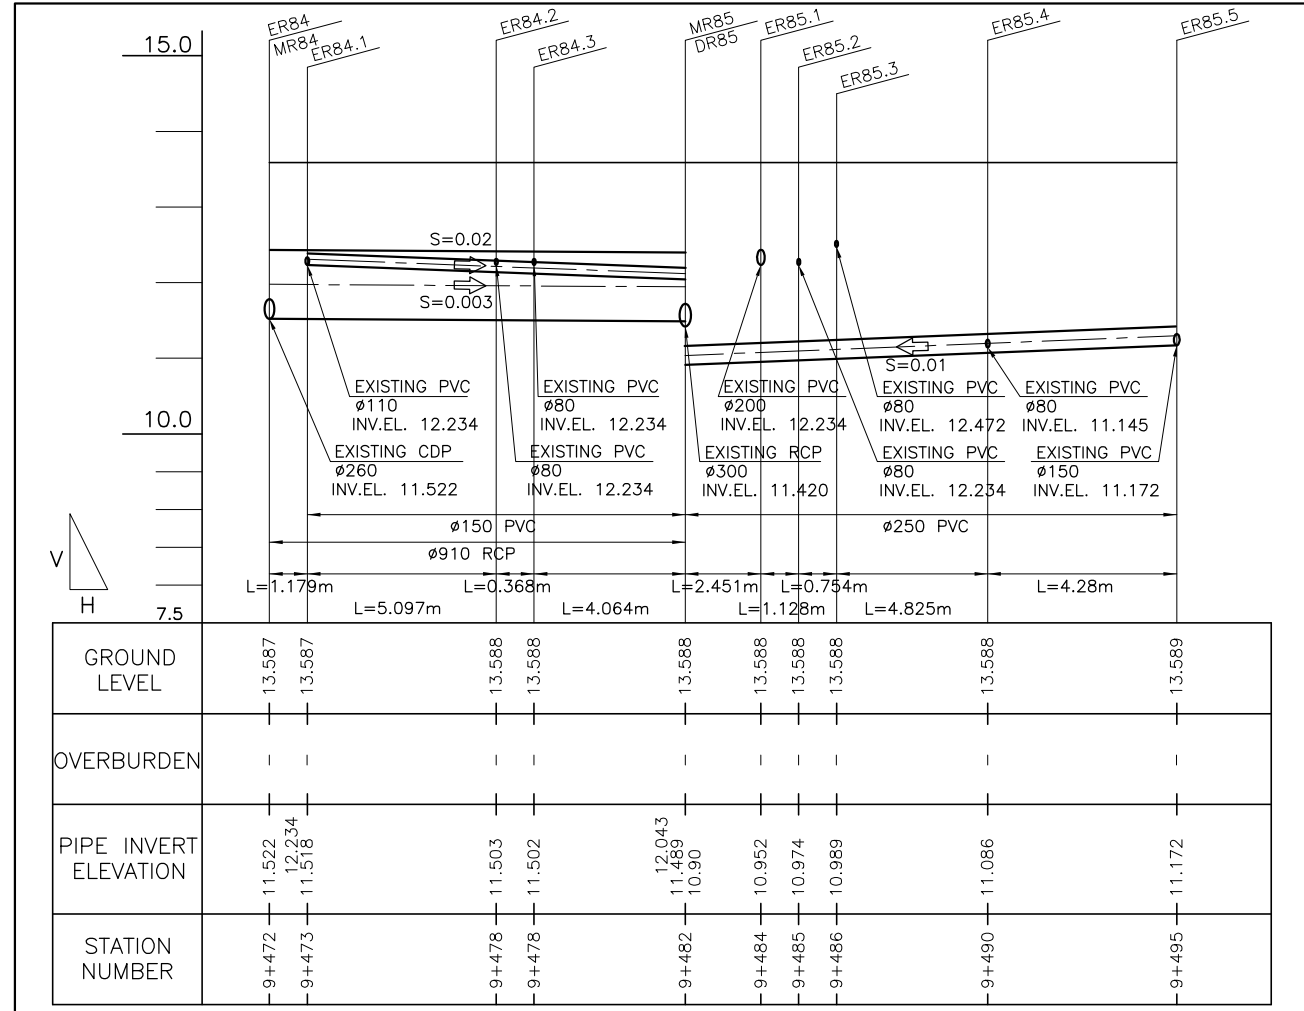 ER84
MR84
ER84.1
ER84.2
ER84.3
MR85
DR85
ER85.1
ER85.2
ER85.3
ER85.4
ER85.5
15.0
S=0.02
S=0.003
S=0.01
EXISTING PVC
ø110
INV.EL. 12.234
EXISTING PVC
ø80
INV.EL. 12.234
EXISTING PVC
ø200
INV.EL. 12.234
EXISTING PVC
ø80
INV.EL. 12.472
EXISTING PVC
ø80
INV.EL. 11.145
10.0
EXISTING CDP
ø260
INV.EL. 11.522
EXISTING PVC
ø80
INV.EL. 12.234
EXISTING RCP
ø300
INV.EL. 11.420
EXISTING PVC
ø80
INV.EL. 12.234
EXISTING PVC
ø150
INV.EL. 11.172
ø150 PVC
ø250 PVC
ø910 RCP
V
H
L=1.179m
L=0.368m
L=2.451m
L=0.754m
L=4.28m
L=5.097m
L=4.064m
L=1.128m
L=4.825m
7.5
GROUND
LEVEL
13.587
13.587
13.588
13.588
13.588
13.588
13.588
13.588
13.588
13.589
OVERBURDEN
-
-
-
-
-
-
-
-
-
-
PIPE INVERT
ELEVATION
11.522
12.234
11.518
11.503
11.502
12.043
11.489
10.90
10.952
10.974
10.989
11.086
11.172
STATION
NUMBER
9+472
9+473
9+478
9+478
9+482
9+484
9+485
9+486
9+490
9+495